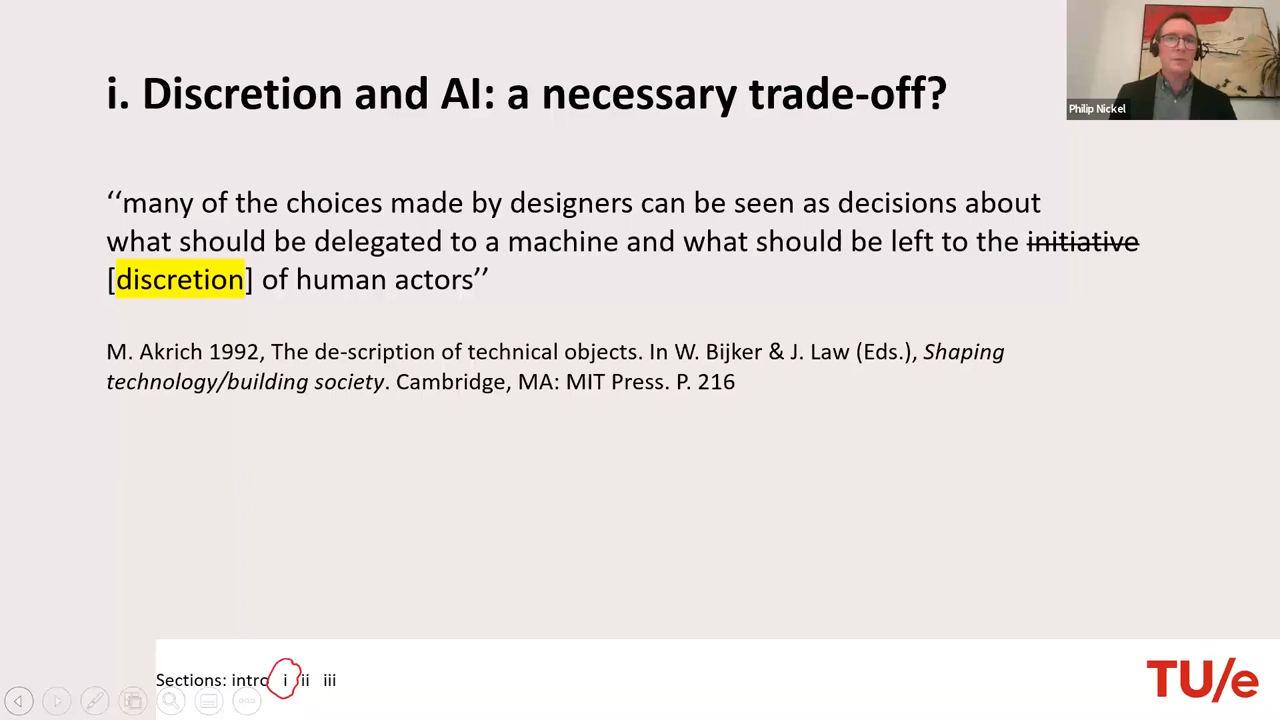 i. Discretion and AI: a necessary trade-off?
Philip Nickel
‘‘many of the choices made by designers can be seen as decisions about
what should be delegated to a machine and what should be left to the initiative
[discretion] of human actors’’
M. Akrich 1992, The de-scription of technical objects. In W. Bijker & J. Law (Eds.), Shaping
technology/building society. Cambridge, MA: MIT Press. P. 216
Sections: intro i ii iii
TU/e